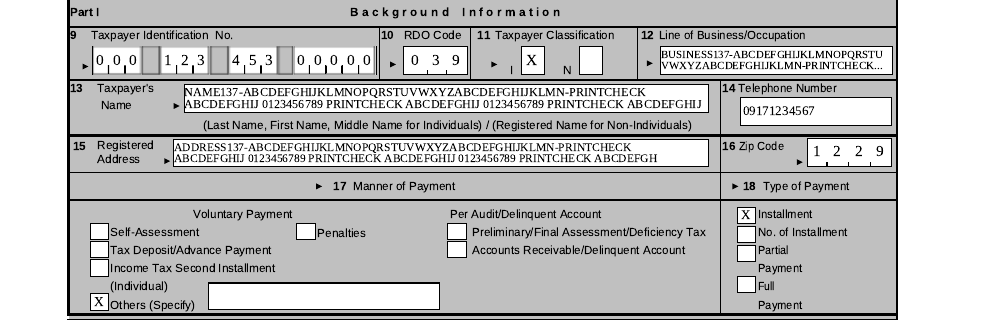 Part I Background Information
9 Taxpayer Identification No. 10 RDO Code 11 Taxpayer Classification 12 Line of Business/Occupation
000 123 453 00000 039 I X N BUSINESS137-ABCDEFGHIJKLMNOPQRSTU
VWXYZABCDEFGHIJKLMN-PRINTCHECK...
13 Taxpayer's NAME137-ABCDEFGHIJKLMNOPQRSTUVWXYZABCDEFGHIJKLMN-PRINTCHECK 14 Telephone Number
Name ABCDEFGHIJ 0123456789 PRINTCHECK ABCDEFGHIJ 0123456789 PRINTCHECK ABCDEFGHIJ 09171234567
(Last Name, First Name, Middle Name for Individuals) / (Registered Name for Non-Individuals)
15 Registered ADDRESS137-ABCDEFGHIJKLMNOPQRSTUVWXYZABCDEFGHIJKLMN-PRINTCHECK 16 Zip Code 1229
Address ABCDEFGHIJ 0123456789 PRINTCHECK ABCDEFGHIJ 0123456789 PRINTCHECK ABCDEFGH
17 Manner of Payment 18 Type of Payment
Voluntary Payment Per Audit/Delinquent Account X Installment
Self-Assessment Penalties Preliminary/Final Assessment/Deficiency Tax No. of Installment
Tax Deposit/Advance Payment Accounts Receivable/Delinquent Account Partial
Income Tax Second Installment Payment
(Individual) Full
X Others (Specify) Payment